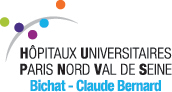 HÔPITAUX UNIVERSITAIRES
PARIS NORD VAL DE SEINE
Bichat - Claude Bernard